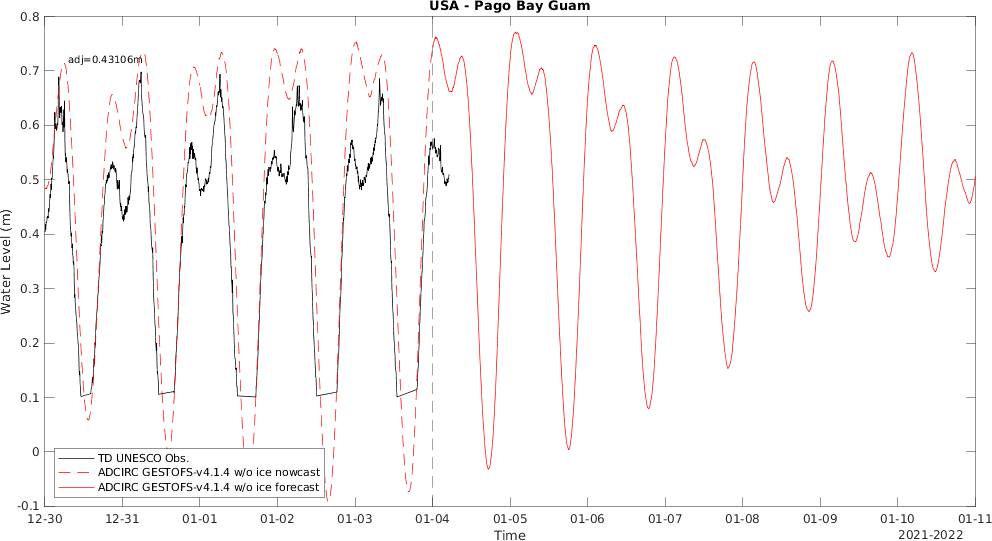 USA - Pago Bay Guam
adj=0.43106m
Water Level (m)
0.8
0.7
0.6
0.5
0.4
0.3
0.2
0.1
0
-0.1
TD UNESCO Obs.
ADCIRC GESTOFS-v4.1.4 w/o ice nowcast
ADCIRC GESTOFS-v4.1.4 w/o ice forecast
12-30 12-31 01-01 01-02 01-03 01-04 01-05 01-06 01-07 01-08 01-09 01-10 01-11
Time
2021-2022